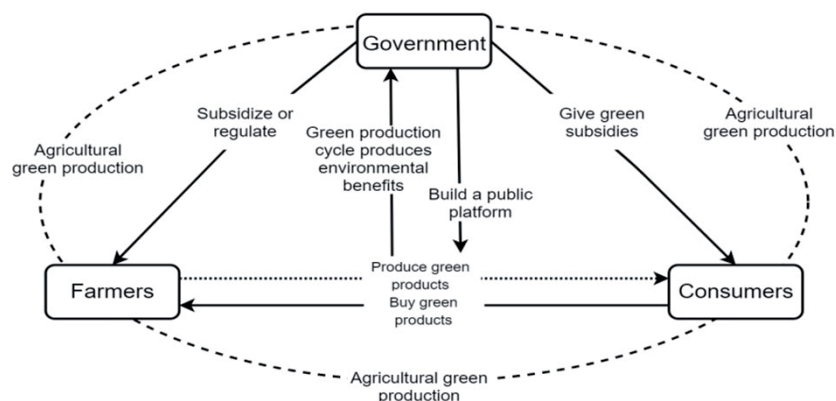 Government
Subsidize or
regulate
Green production
cycle produces
environmental
benefits
Give green
subsidies
Agricultural
green production
Agricultural
green production
Build a public
platform
Farmers
Produce green
products
Buy green
products
Consumers
Agricultural green
production